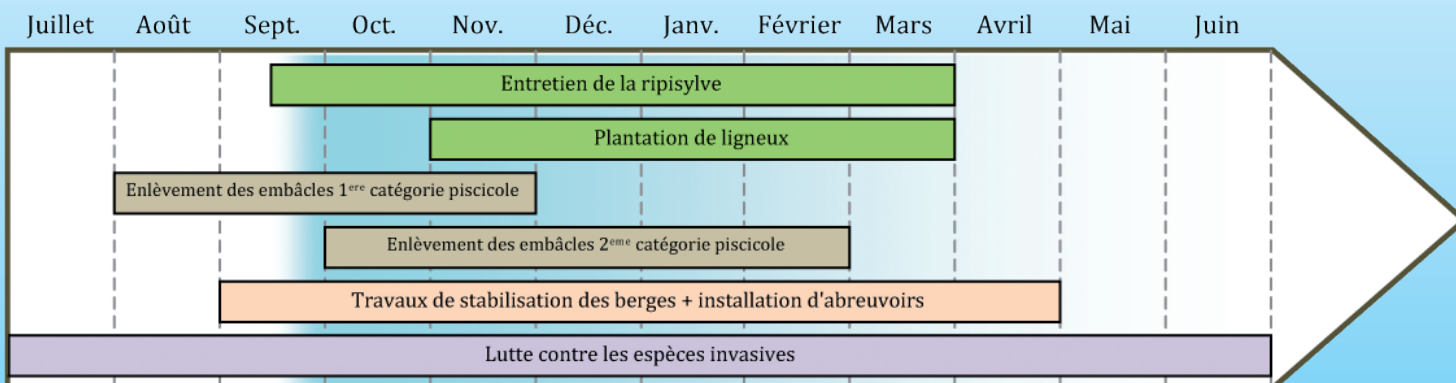 Juillet Août Sept. Oct. Nov. Déc. Janv. Février Mars Avril Mai Juin
Entretien de la ripisylve
Plantation de ligneux
Enlèvement des embâcles 1ere catégorie piscicole
Enlèvement des embâcles 2eme catégorie piscicole
Travaux de stabilisation des berges + installation d'abreuvoirs
Lutte contre les espèces invasives